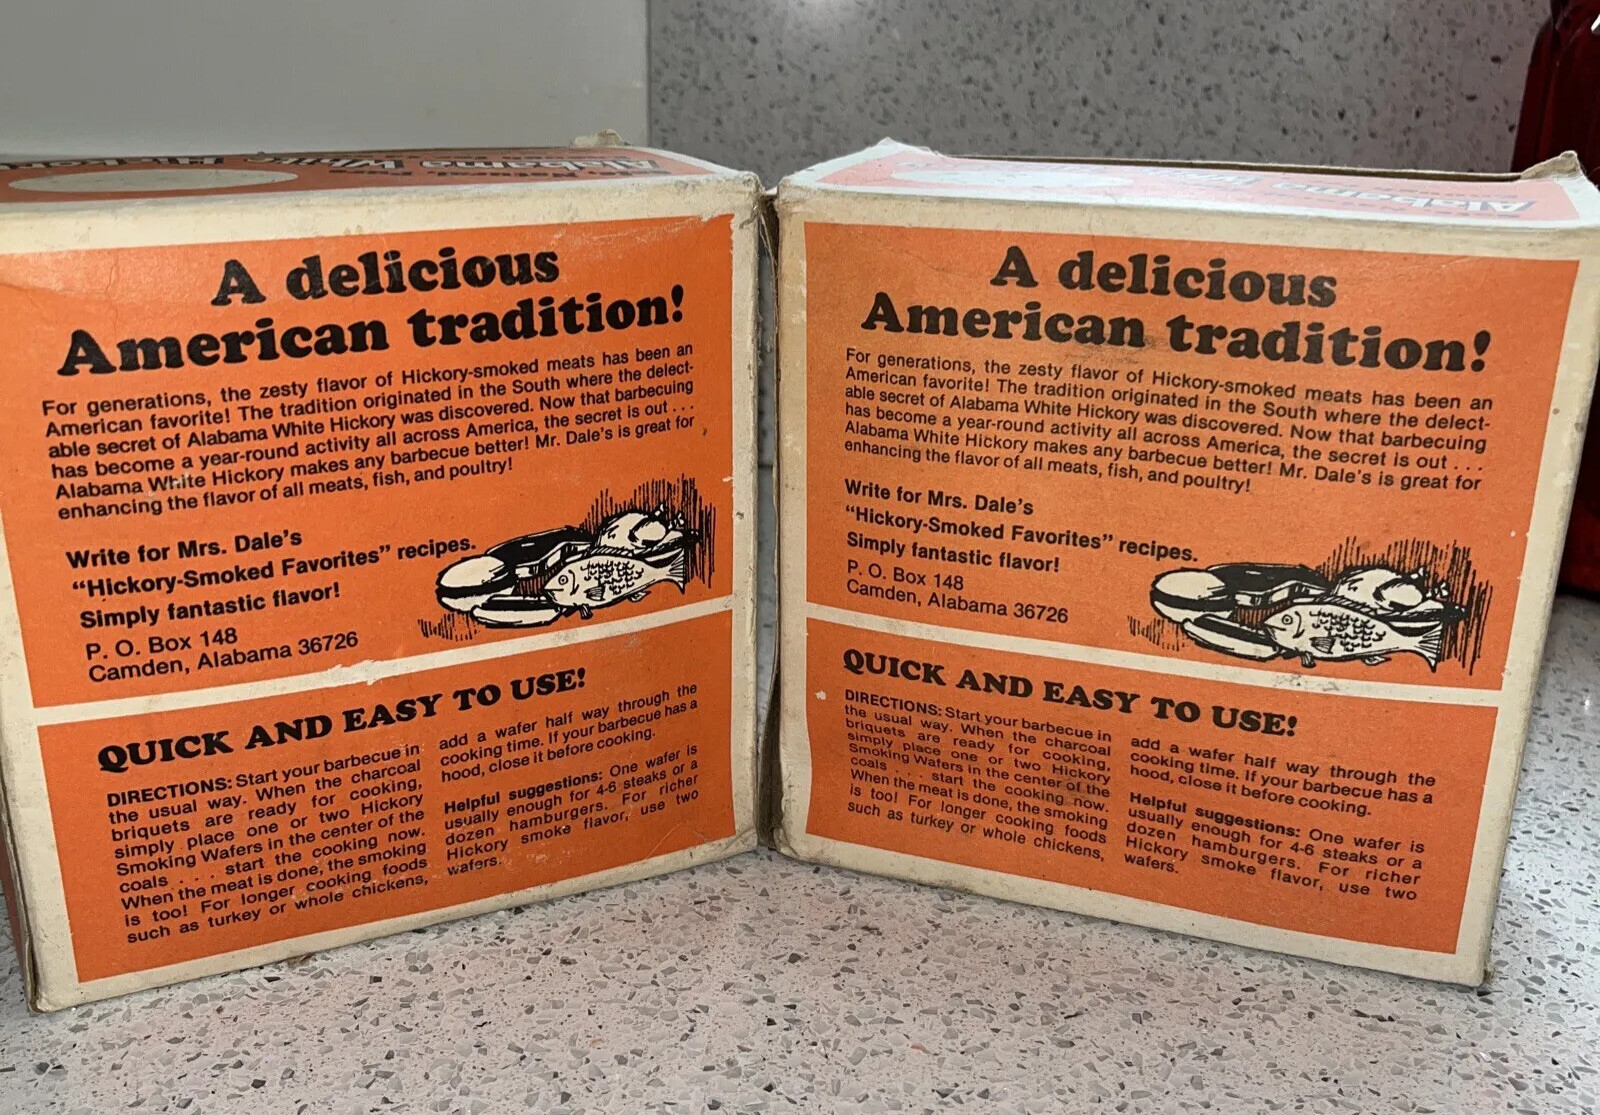 Alabama White Hickory
A delicious
American tradition!
For generations, the zesty flavor of Hickory-smoked meats has been an
American favorite! The tradition originated in the South where the delect-
able secret of Alabama White Hickory was discovered. Now that barbecuing
has become a year-round activity all across America, the secret is out . . .
Alabama White Hickory makes any barbecue better! Mr. Dale's is great for
enhancing the flavor of all meats, fish, and poultry!
Write for Mrs. Dale's
“Hickory-Smoked Favorites” recipes.
Simply fantastic flavor!
P. O. Box 148
Camden, Alabama 36726
QUICK AND EASY TO USE!
DIRECTIONS: Start your barbecue in
the usual way. When the charcoal
briquets are ready for cooking,
simply place one or two Hickory
Smoking Wafers in the center of the
coals . . . start the cooking now.
When the meat is done, the smoking
is too! For longer cooking foods
such as turkey or whole chickens,
add a wafer half way through the
cooking time. If your barbecue has a
hood, close it before cooking.
Helpful suggestions: One wafer is
usually enough for 4-6 steaks or a
dozen hamburgers. For richer
Hickory smoke flavor, use two
wafers.
Alabama
A delicious
American tradition!
For generations, the zesty flavor of Hickory-smoked meats has been an
American favorite! The tradition originated in the South where the delect-
able secret of Alabama White Hickory was discovered. Now that barbecuing
has become a year-round activity all across America, the secret is out . . .
Alabama White Hickory makes any barbecue better! Mr. Dale's is great for
enhancing the flavor of all meats, fish, and poultry!
Write for Mrs. Dale's
“Hickory-Smoked Favorites” recipes.
Simply fantastic flavor!
P. O. Box 148
Camden, Alabama 36726
QUICK AND EASY TO USE!
DIRECTIONS: Start your barbecue in
the usual way. When the charcoal
briquets are ready for cooking,
simply place one or two Hickory
Smoking Wafers in the center of the
coals . . . start the cooking now.
When the meat is done, the smoking
is too! For longer cooking foods
such as turkey or whole chickens,
add a wafer half way through the
cooking time. If your barbecue has a
hood, close it before cooking.
Helpful suggestions: One wafer is
usually enough for 4-6 steaks or a
dozen hamburgers. For richer
Hickory smoke flavor, use two
wafers.